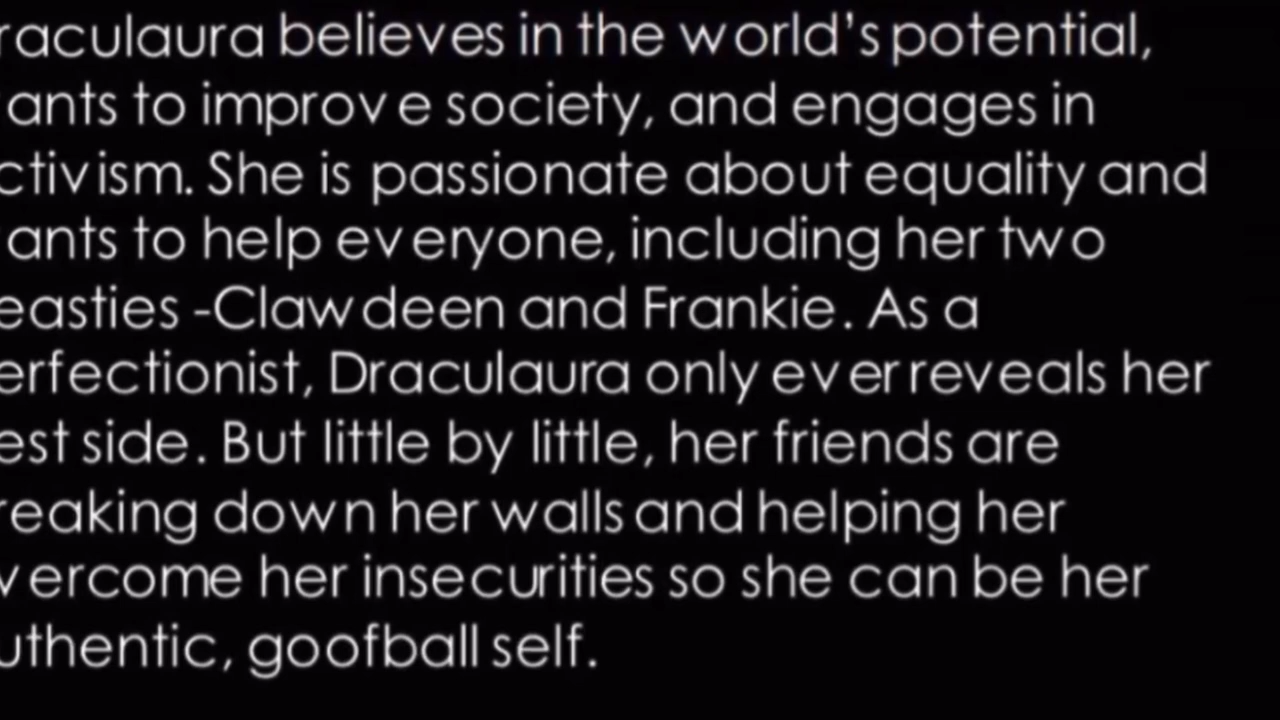 raculaura believes in the world's potential,
ants to improve society, and engages in
ctivism. She is passionate about equality and
ants to help everyone, including her two
easties -Clawdeen and Frankie. As a
erfectionist, Draculaura only ever reveals her
est side. But little by little, her friends are
reaking down her walls and helping her
vercome her insecurities so she can be her
uthentic, goofball self.